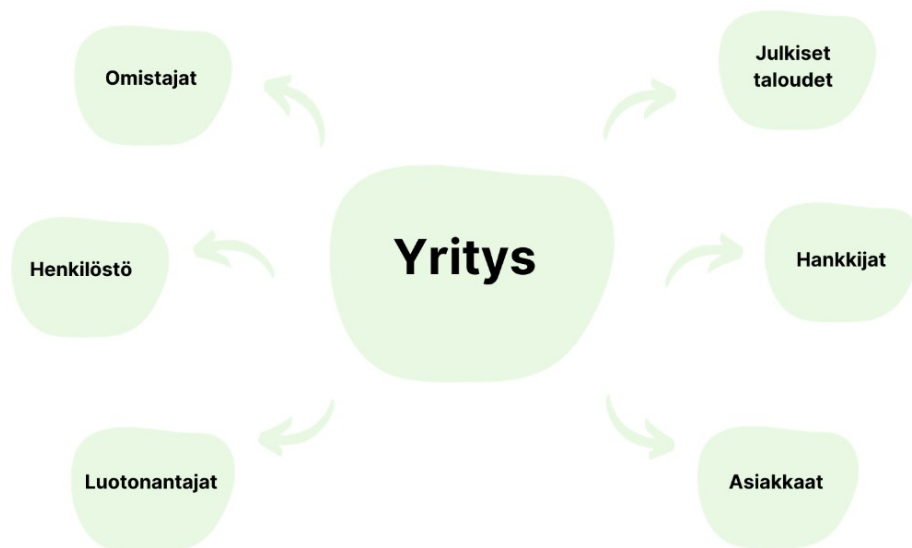 Omistajat
Julkiset
taloudet
Henkilöstö
Yritys
Hankkijat
Luotonantajat
Asiakkaat